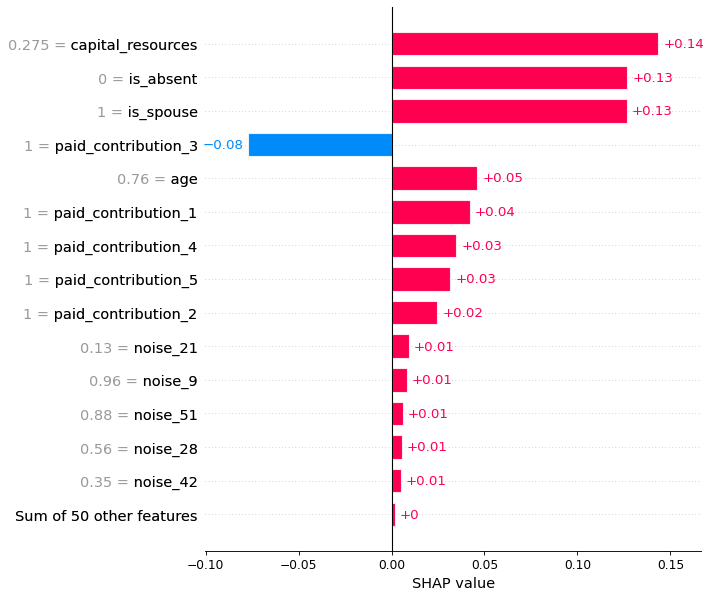 0.275 = capital_resources +0.14
0 = is_absent +0.13
1 = is_spouse +0.13
1 = paid_contribution_3 −0.08
0.76 = age +0.05
1 = paid_contribution_1 +0.04
1 = paid_contribution_4 +0.03
1 = paid_contribution_5 +0.03
1 = paid_contribution_2 +0.02
0.13 = noise_21 +0.01
0.96 = noise_9 +0.01
0.88 = noise_51 +0.01
0.56 = noise_28 +0.01
0.35 = noise_42 +0.01
Sum of 50 other features +0
−0.10 −0.05 0.00 0.05 0.10 0.15
SHAP value